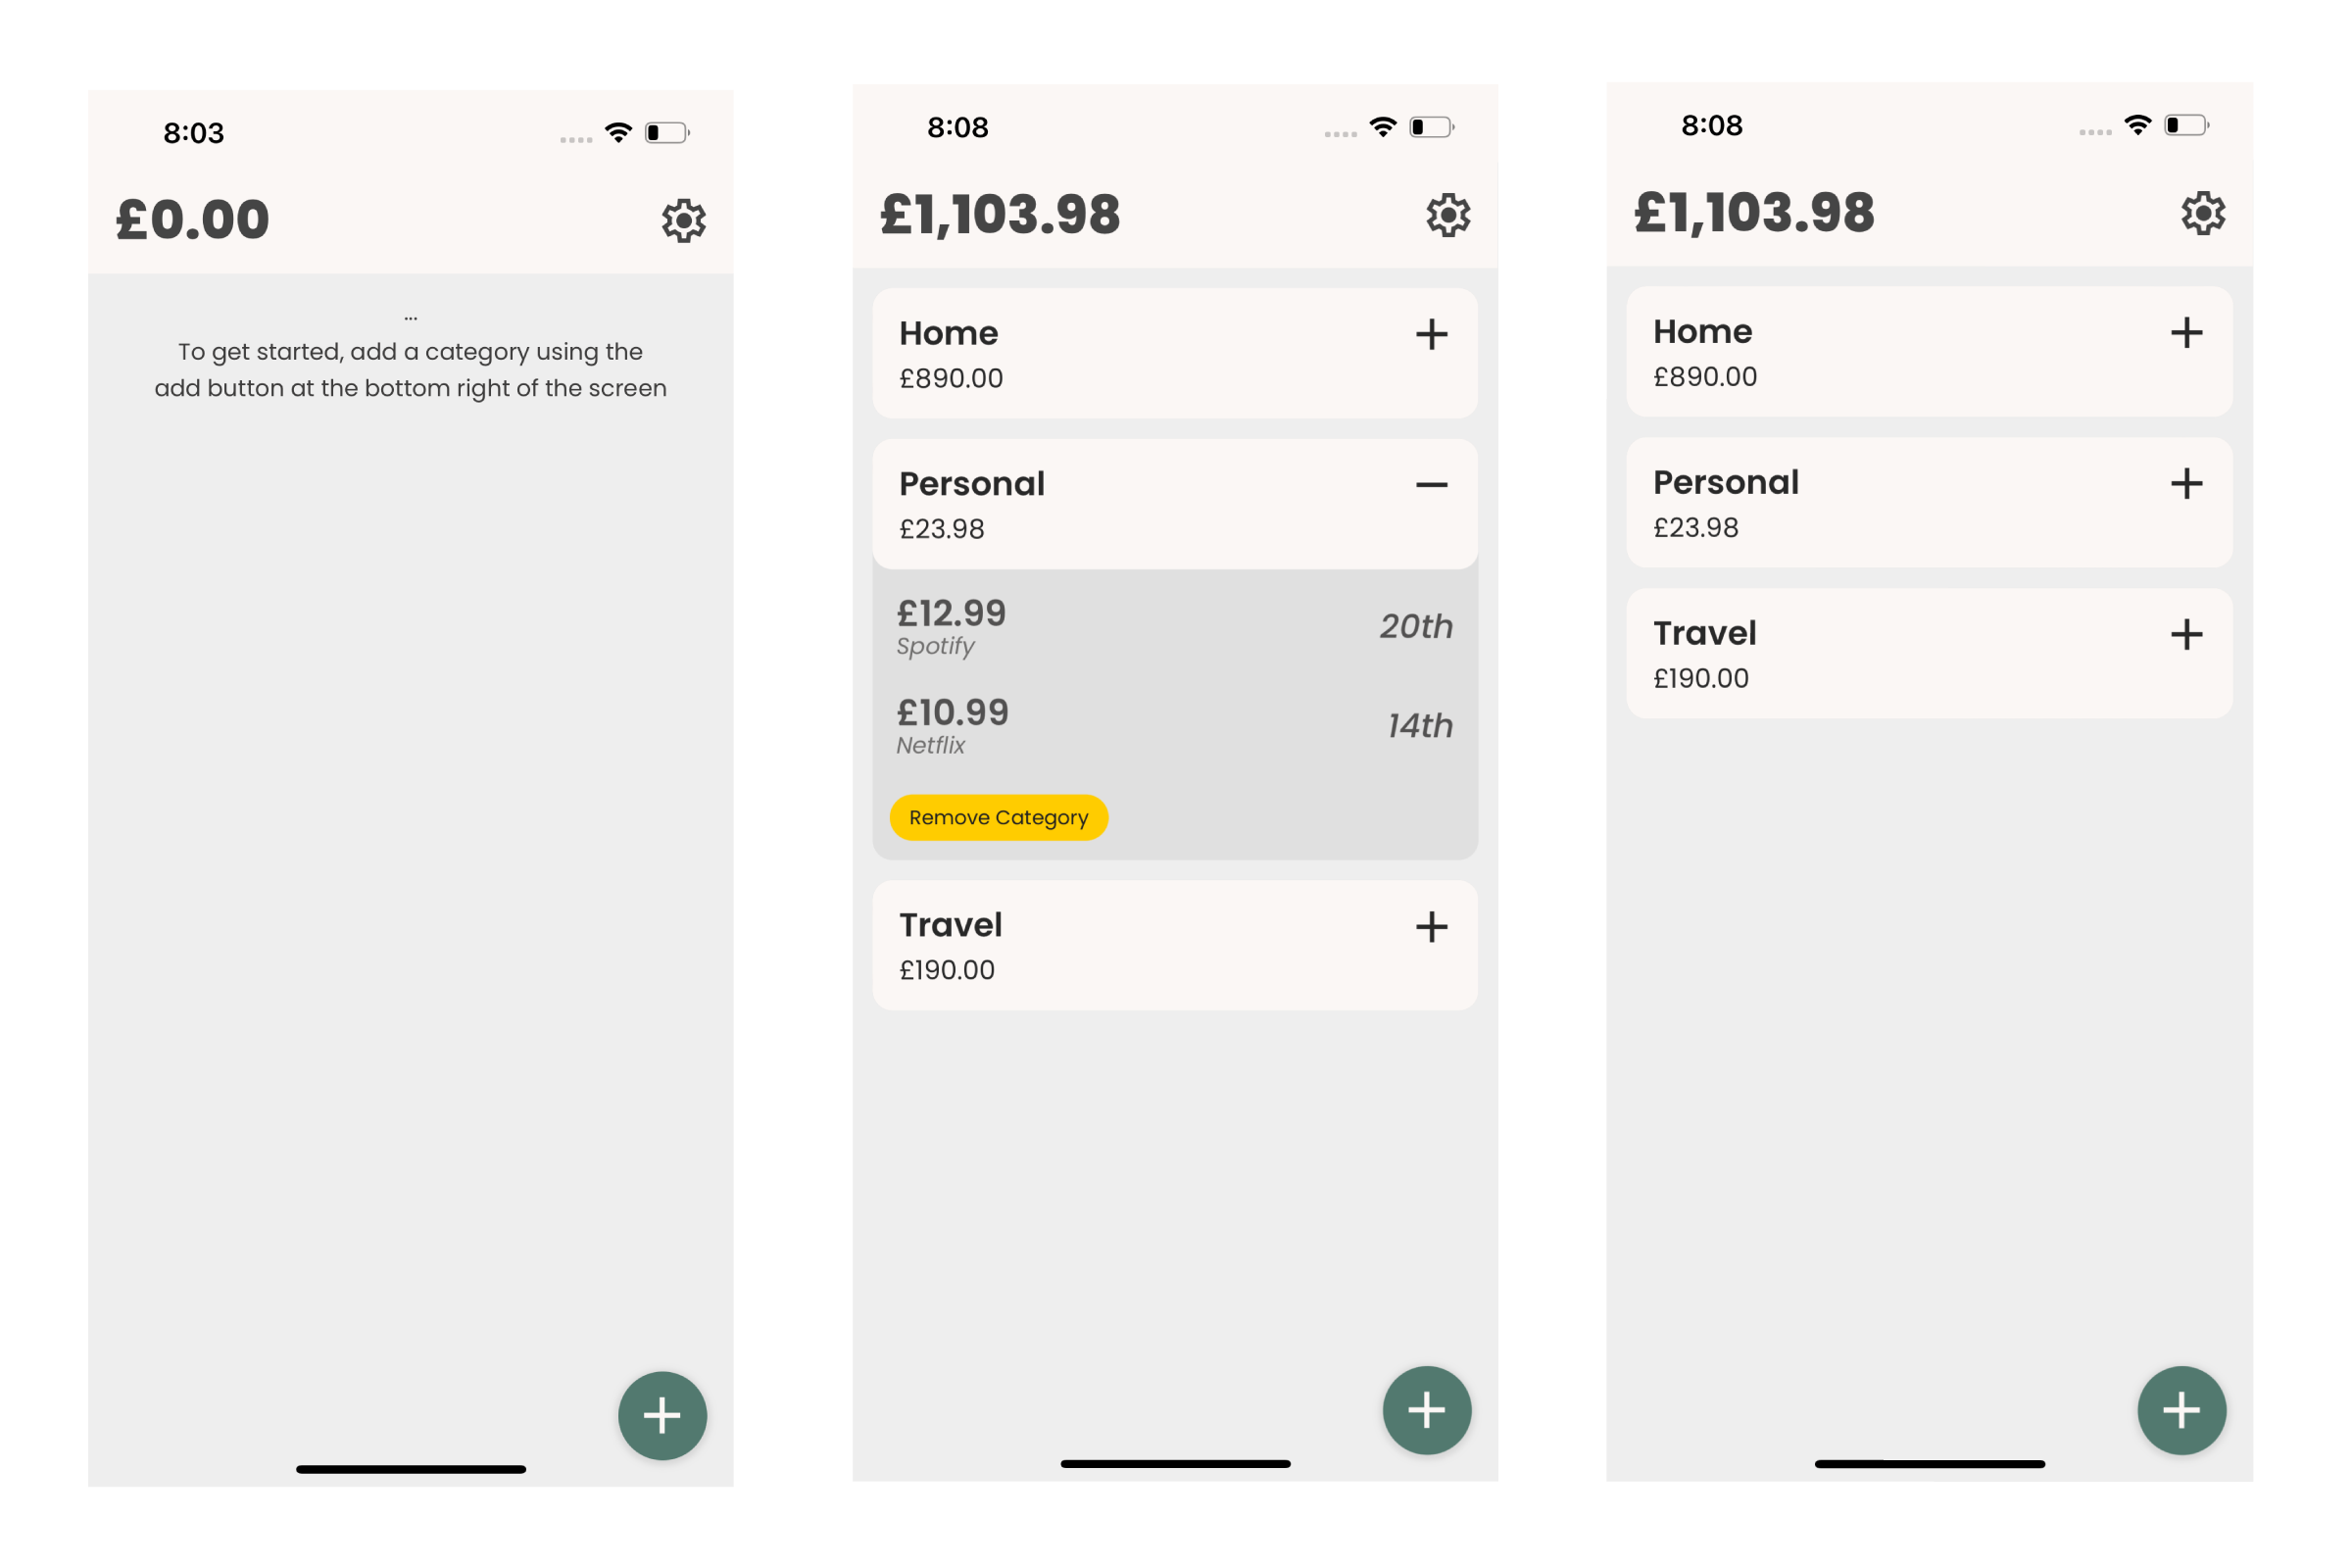 8:03
£0.00
...
To get started, add a category using the
add button at the bottom right of the screen
8:08
£1,103.98
Home
£890.00
Personal
£23.98
£12.99
Spotify
20th
£10.99
Netflix
14th
Remove Category
Travel
£190.00
8:08
£1,103.98
Home
£890.00
Personal
£23.98
Travel
£190.00